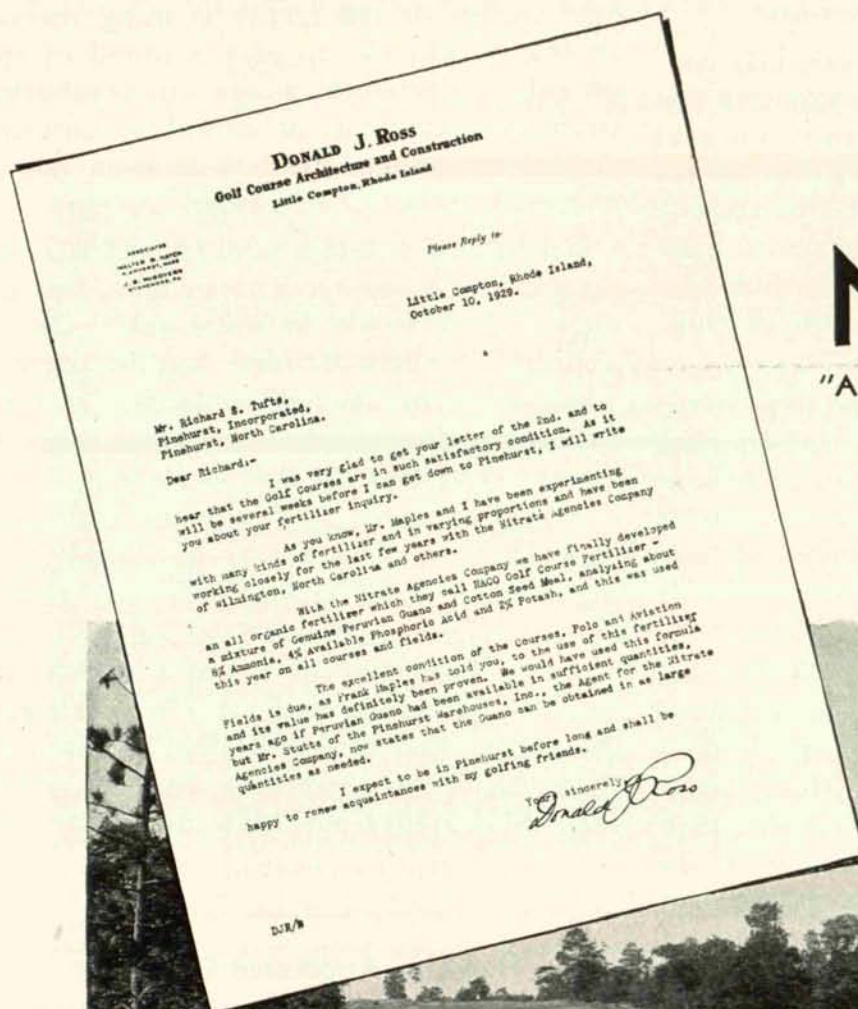 DONALD J. ROSS
Golf Course Architecture and Construction
Little Compton, Rhode Island
ASSOCIATES
WALTER B. HATCH
J. B. McGOVERN
Please Reply to
Little Compton, Rhode Island,
October 10, 1929.
Mr. Richard S. Tufts,
Pinehurst, Incorporated,
Pinehurst, North Carolina.
Dear Richard:-
I was very glad to get your letter of the 2nd. and to
hear that the Golf Courses are in such satisfactory condition. As it
will be several weeks before I can get down to Pinehurst, I will write
you about your fertilizer inquiry.
As you know, Mr. Maples and I have been experimenting
with many kinds of fertilizer and in varying proportions and have been
working closely for the last few years with the Nitrate Agencies Company
of Wilmington, North Carolina and others.
With the Nitrate Agencies Company we have finally developed
an all organic fertilizer which they call NACO Golf Course Fertilizer -
a mixture of Genuine Peruvian Guano and Cotton Seed Meal, analyzing about
8% Ammonia, 4% Available Phosphoric Acid and 2% Potash, and this was used
this year on all courses and fields.
The excellent condition of the Courses, Polo and Aviation
Fields is due, as Frank Maples has told you, to the use of this fertilizer
and its value has definitely been proven. We would have used this formula
years ago if Peruvian Guano had been available in sufficient quantities,
but Mr. Stutts of the Pinehurst Warehouses, Inc., the Agent for the Nitrate
Agencies Company, now states that the Guano can be obtained in as large
quantities as needed.
I expect to be in Pinehurst before long and shall be
happy to renew acquaintances with my golfing friends.
Yours sincerely,
Donald J Ross
DJR/W
"A